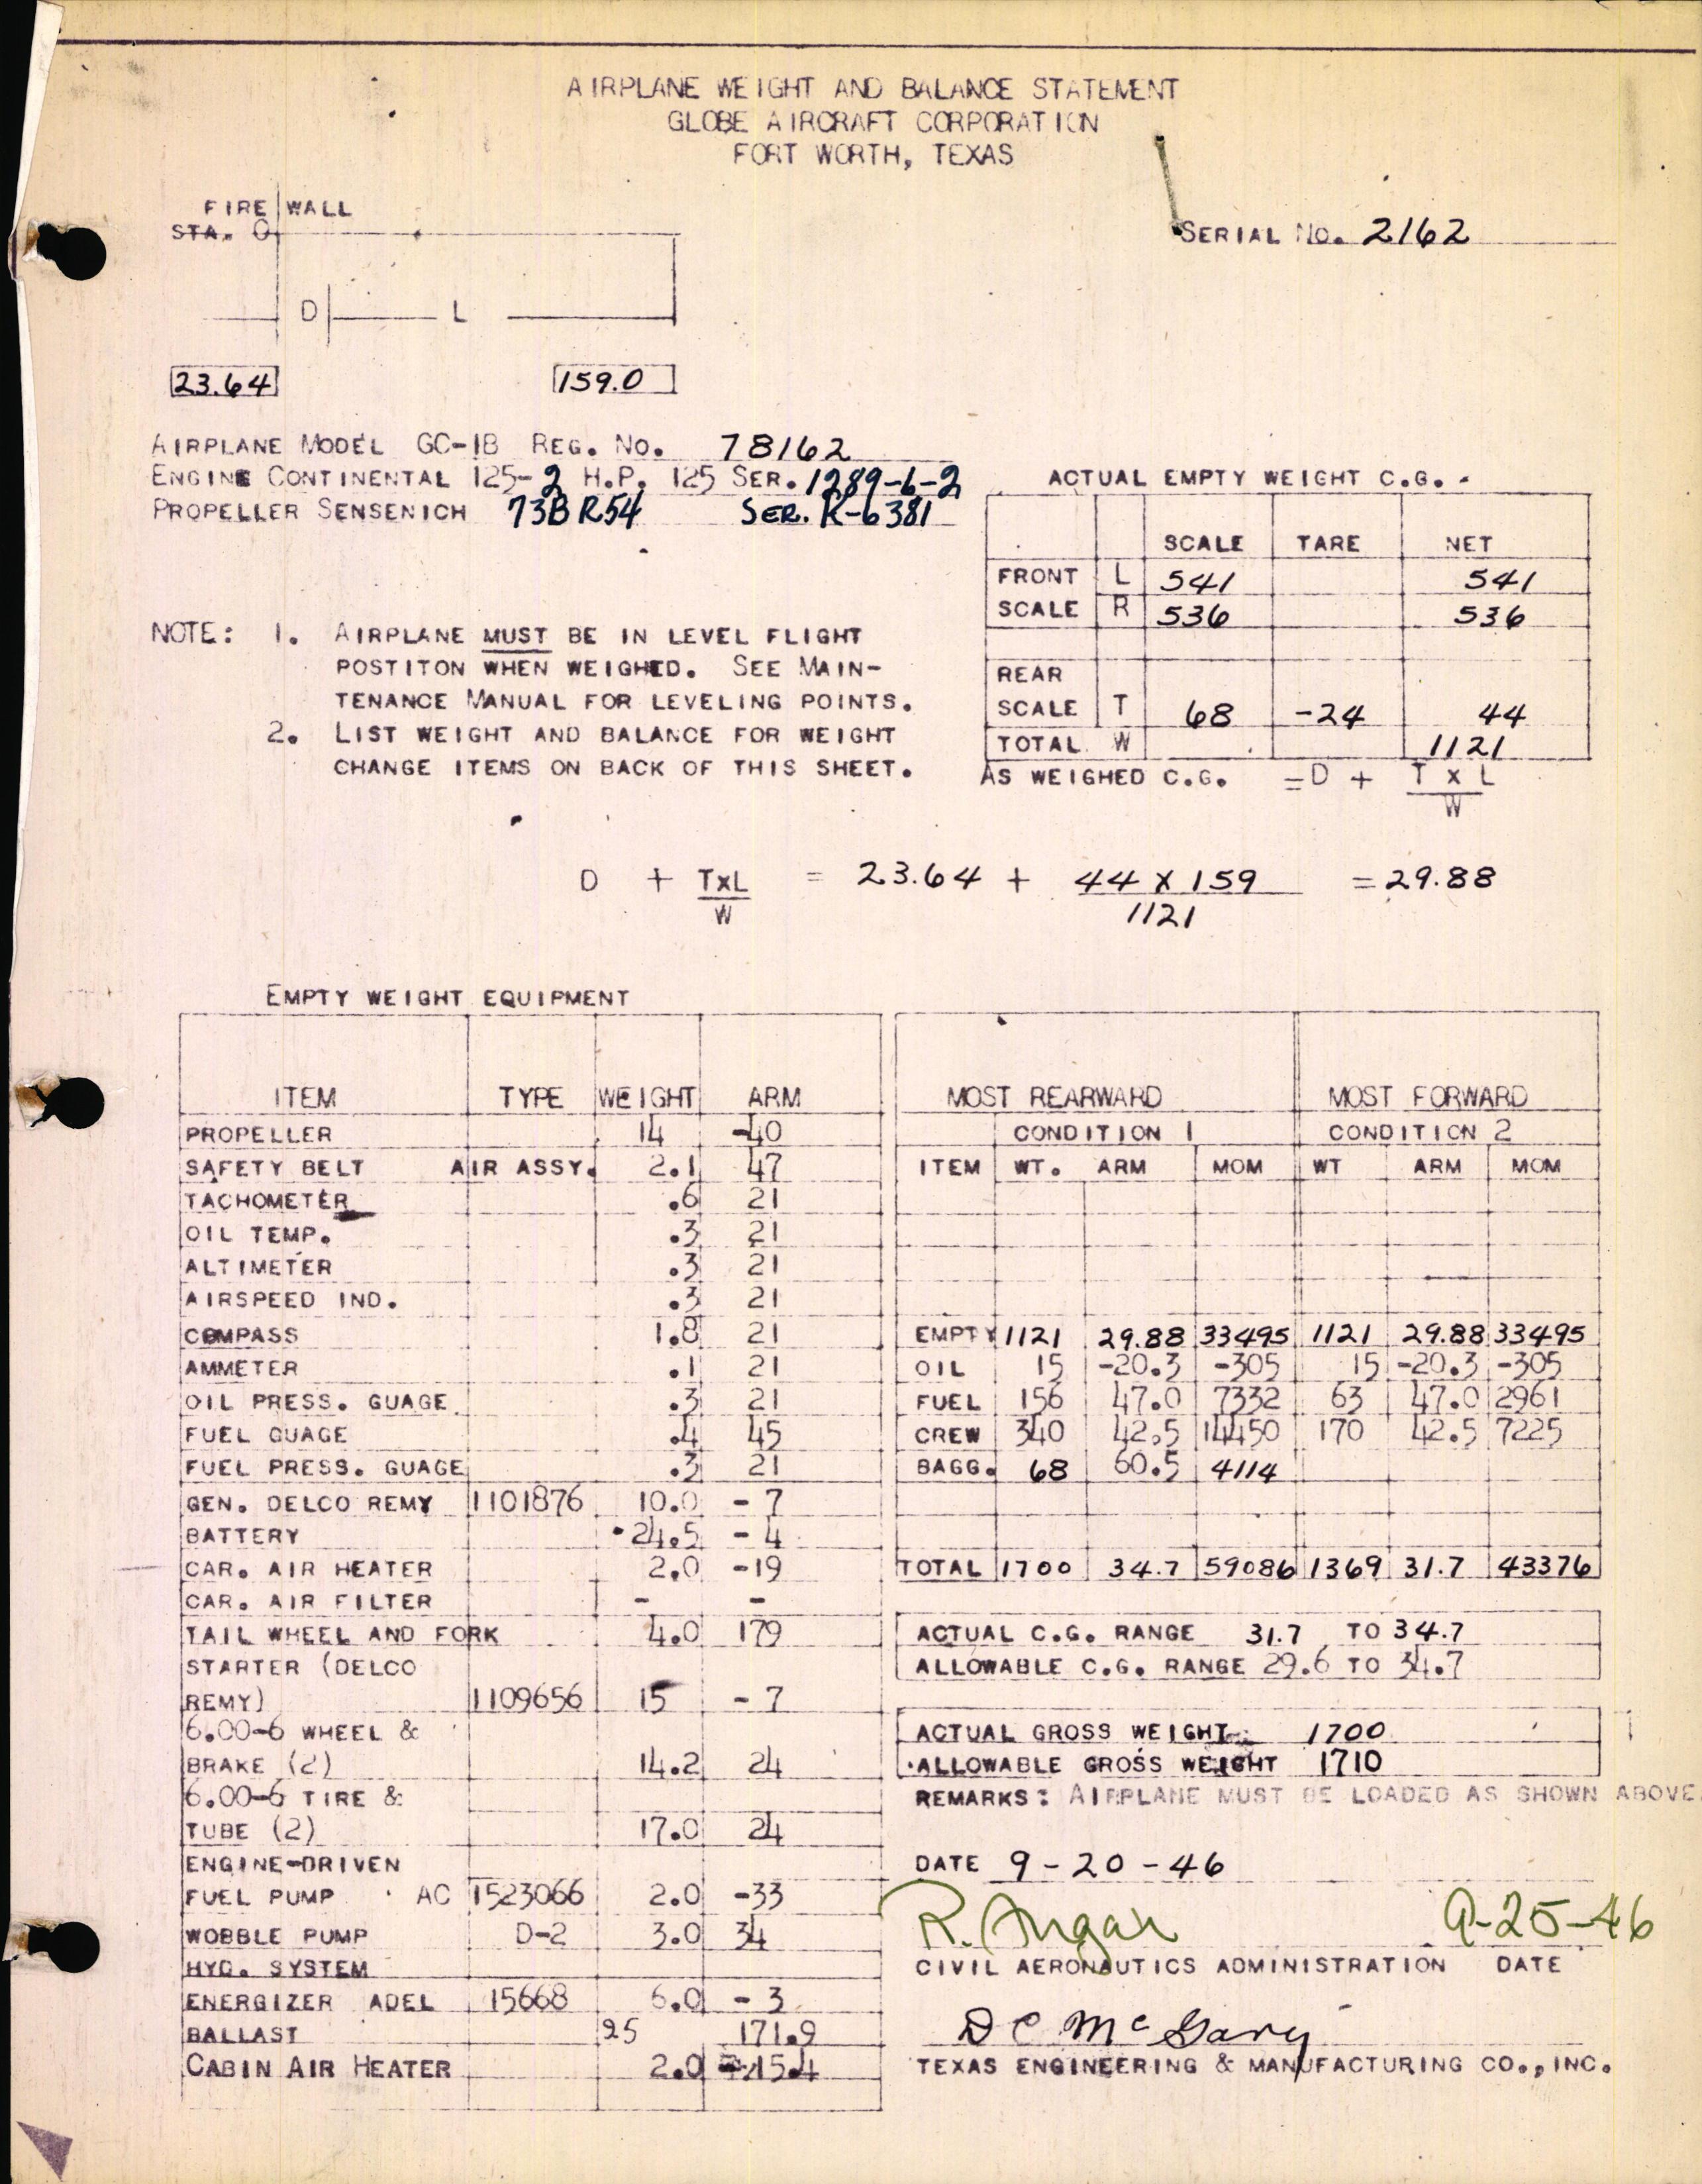 AIRPLANE WEIGHT AND BALANCE STATEMENT
GLOBE AIRCRAFT CORPORATION
FORT WORTH, TEXAS
FIRE WALL
STA. 0
SERIAL NO. 2162
D L
23.64 159.0
AIRPLANE MODEL GC-1B REG. NO. 78162
ENGINE CONTINENTAL 125-2 H.P. 125 SER. 1289-6-2
PROPELLER SENSENICH 73BR54 SER. K-6381
NOTE: 1. AIRPLANE MUST BE IN LEVEL FLIGHT
POSTITON WHEN WEIGHED. SEE MAIN-
TENANCE MANUAL FOR LEVELING POINTS.
2. LIST WEIGHT AND BALANCE FOR WEIGHT
CHANGE ITEMS ON BACK OF THIS SHEET.
ACTUAL EMPTY WEIGHT C.G.
SCALE TARE NET
FRONT L 541 541
SCALE R 536 536
REAR
SCALE T 68 -24 44
TOTAL W 1121
AS WEIGHED C.G. = D + T x L
W
D + TxL = 23.64 + 44 X 159 = 29.88
W 1121
EMPTY WEIGHT EQUIPMENT
ITEM TYPE WEIGHT ARM
PROPELLER 14 -40
SAFETY BELT AIR ASSY. 2.1 47
TACHOMETER .6 21
OIL TEMP. .3 21
ALTIMETER .3 21
AIRSPEED IND. .3 21
COMPASS 1.8 21
AMMETER .1 21
OIL PRESS. GUAGE .3 21
FUEL GUAGE .4 45
FUEL PRESS. GUAGE .3 21
GEN. DELCO REMY 1101876 10.0 - 7
BATTERY 24.5 - 4
CAR. AIR HEATER 2.0 -19
CAR. AIR FILTER - -
TAIL WHEEL AND FORK 4.0 179
STARTER (DELCO
REMY) 1109656 15 - 7
6.00-6 WHEEL &
BRAKE (2) 14.2 24
6.00-6 TIRE &
TUBE (2) 17.0 24
ENGINE-DRIVEN
FUEL PUMP AC 1523066 2.0 -33
WOBBLE PUMP D-2 3.0 34
HYD. SYSTEM
ENERGIZER ADEL 15668 6.0 - 3
BALLAST 25 171.9
CABIN AIR HEATER 2.0 -15.4
MOST REARWARD MOST FORWARD
CONDITION 1 CONDITION 2
ITEM WT. ARM MOM WT ARM MOM
EMPTY 1121 29.88 33495 1121 29.88 33495
OIL 15 -20.3 -305 15 -20.3 -305
FUEL 156 47.0 7332 63 47.0 2961
CREW 340 42.5 14450 170 42.5 7225
BAGG. 68 60.5 4114
TOTAL 1700 34.7 59086 1369 31.7 43376
ACTUAL C.G. RANGE 31.7 TO 34.7
ALLOWABLE C.G. RANGE 29.6 TO 34.7
ACTUAL GROSS WEIGHT 1700
ALLOWABLE GROSS WEIGHT 1710
REMARKS: AIRPLANE MUST BE LOADED AS SHOWN ABOVE.
DATE 9-20-46
R. 9-25-46
CIVIL AERONAUTICS ADMINISTRATION DATE
D C McGary
TEXAS ENGINEERING & MANUFACTURING CO., INC.